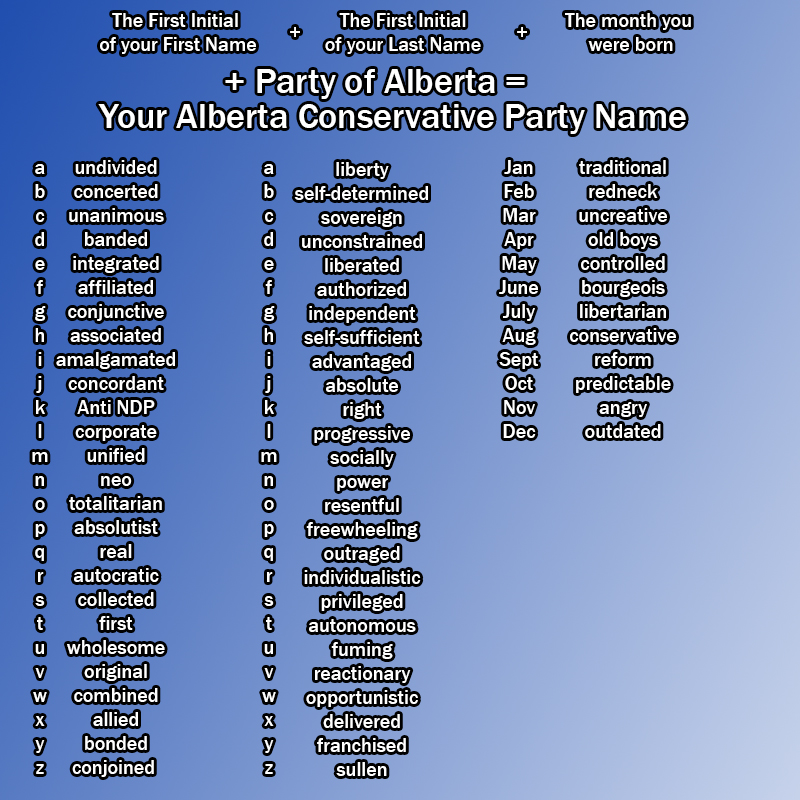 The First Initial of your First Name + The First Initial of your Last Name + The month you were born
+ Party of Alberta =
Your Alberta Conservative Party Name
a undivided a liberty Jan traditional
b concerted b self-determined Feb redneck
c unanimous c sovereign Mar uncreative
d banded d unconstrained Apr old boys
e integrated e liberated May controlled
f affiliated f authorized June bourgeois
g conjunctive g independent July libertarian
h associated h self-sufficient Aug conservative
i amalgamated i advantaged Sept reform
j concordant j absolute Oct predictable
k Anti NDP k right Nov angry
l corporate l progressive Dec outdated
m unified m socially
n neo n power
o totalitarian o resentful
p absolutist p freewheeling
q real q outraged
r autocratic r individualistic
s collected s privileged
t first t autonomous
u wholesome u fuming
v original v reactionary
w combined w opportunistic
x allied x delivered
y bonded y franchised
z conjoined z sullen